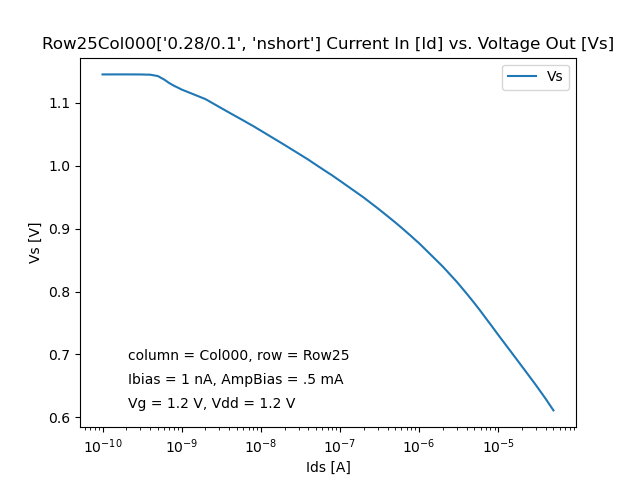 Row25Col000['0.28/0.1', 'nshort'] Current In [Id] vs. Voltage Out [Vs]
Vs
1.1
1.0
0.9
0.8
0.7
0.6
Vs [V]
column = Col000, row = Row25
Ibias = 1 nA, AmpBias = .5 mA
Vg = 1.2 V, Vdd = 1.2 V
10⁻¹⁰ 10⁻⁹ 10⁻⁸ 10⁻⁷ 10⁻⁶ 10⁻⁵
Ids [A]